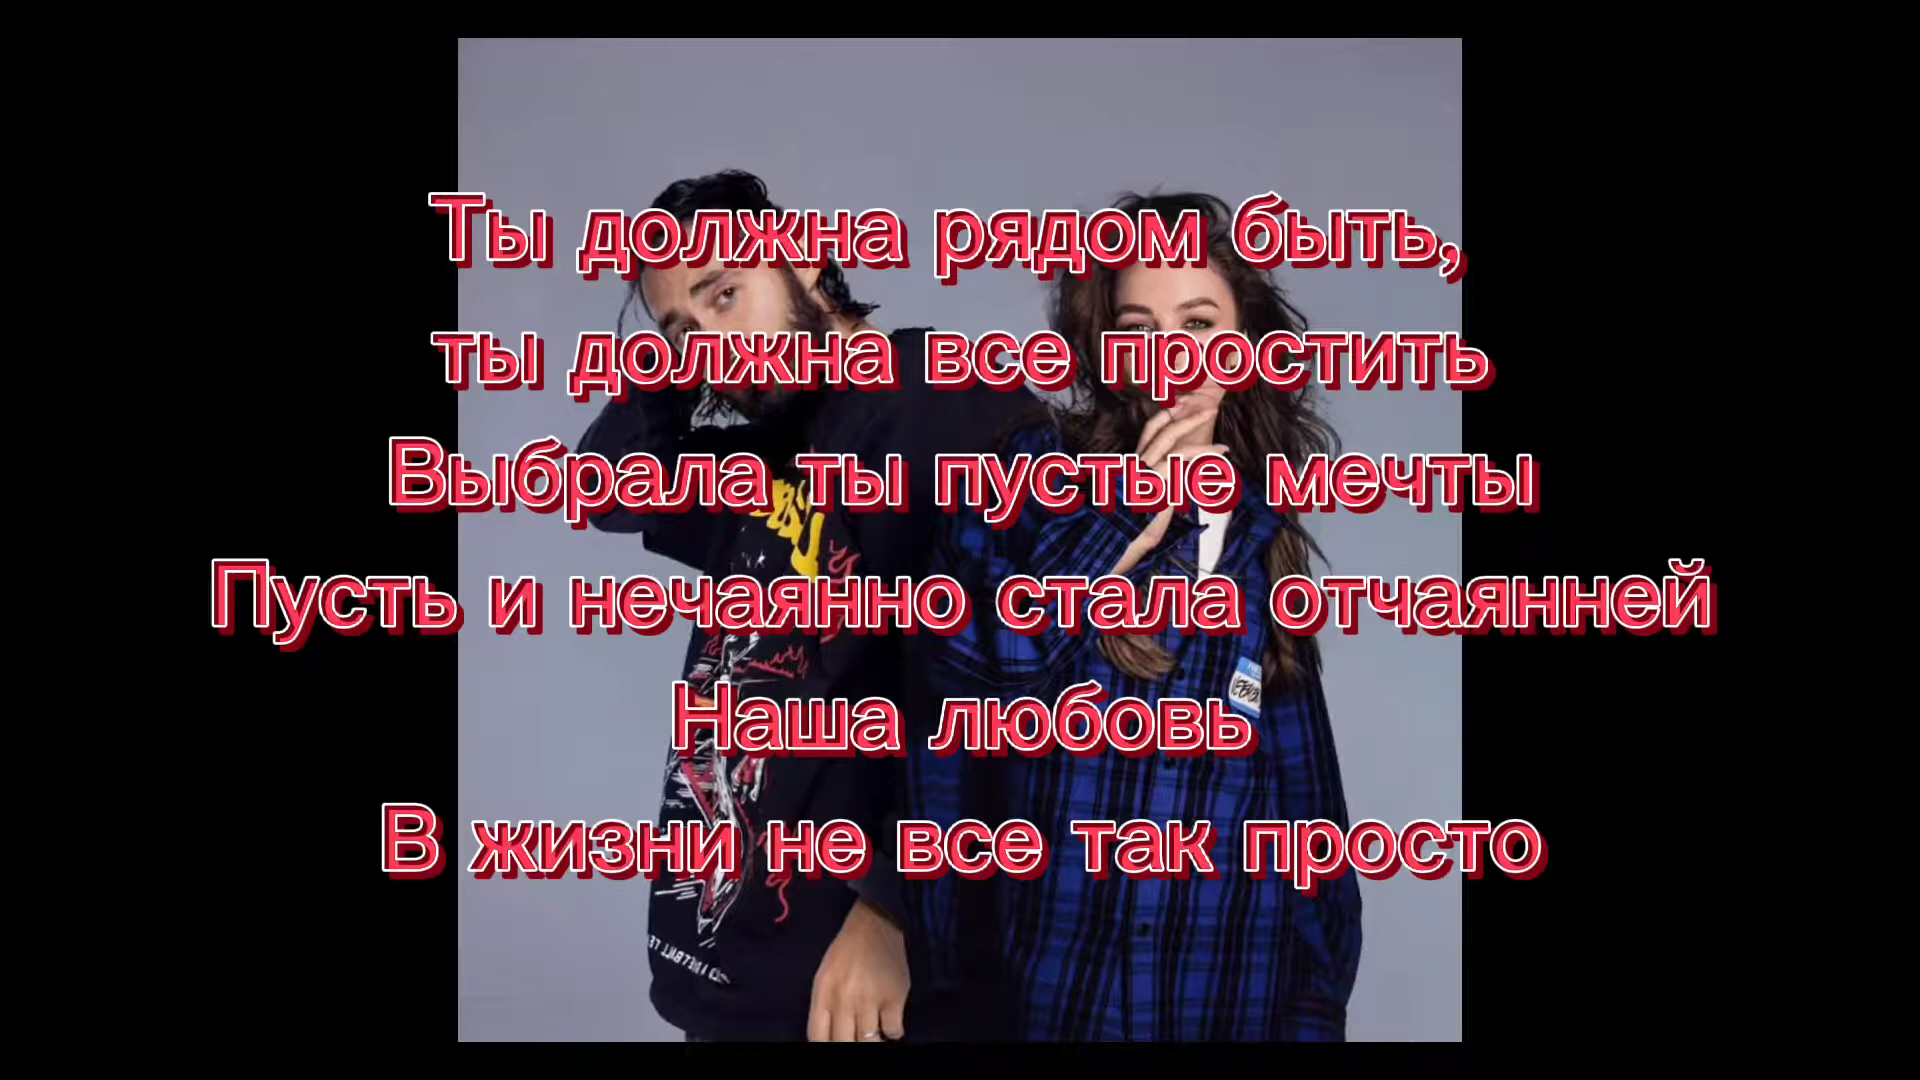 Ты должна рядом быть,
ты должна все простить
Выбрала ты пустые мечты
Пусть и нечаянно стала отчаянней
Наша любовь
В жизни не все так просто